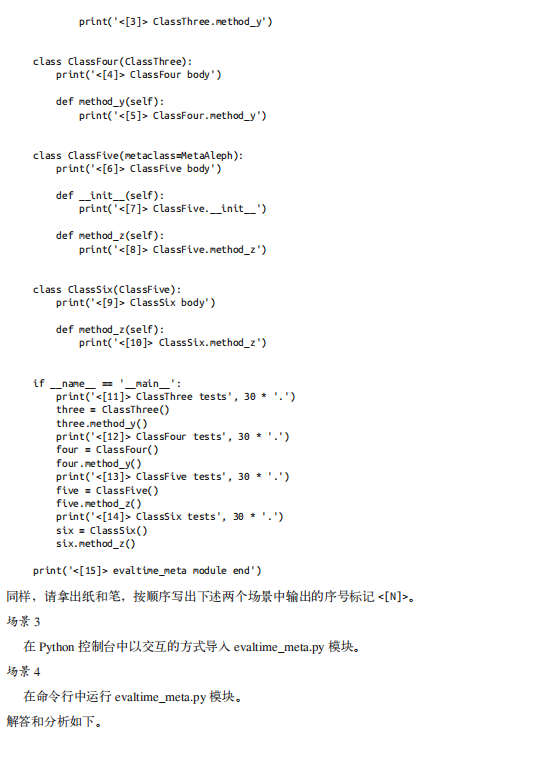 print('<[3]> ClassThree.method_y')
class ClassFour(ClassThree):
    print('<[4]> ClassFour body')
    def method_y(self):
        print('<[5]> ClassFour.method_y')
class ClassFive(metaclass=MetaAleph):
    print('<[6]> ClassFive body')
    def __init__(self):
        print('<[7]> ClassFive.__init__')
    def method_z(self):
        print('<[8]> ClassFive.method_z')
class ClassSix(ClassFive):
    print('<[9]> ClassSix body')
    def method_z(self):
        print('<[10]> ClassSix.method_z')
if __name__ == '__main__':
    print('<[11]> ClassThree tests', 30 * '.')
    three = ClassThree()
    three.method_y()
    print('<[12]> ClassFour tests', 30 * '.')
    four = ClassFour()
    four.method_y()
    print('<[13]> ClassFive tests', 30 * '.')
    five = ClassFive()
    five.method_z()
    print('<[14]> ClassSix tests', 30 * '.')
    six = ClassSix()
    six.method_z()
print('<[15]> evaltime_meta module end')
同样，请拿出纸和笔，按顺序写出下述两个场景中输出的序号标记 <[N]>。
场景 3
在 Python 控制台中以交互的方式导入 evaltime_meta.py 模块。
场景 4
在命令行中运行 evaltime_meta.py 模块。
解答和分析如下。